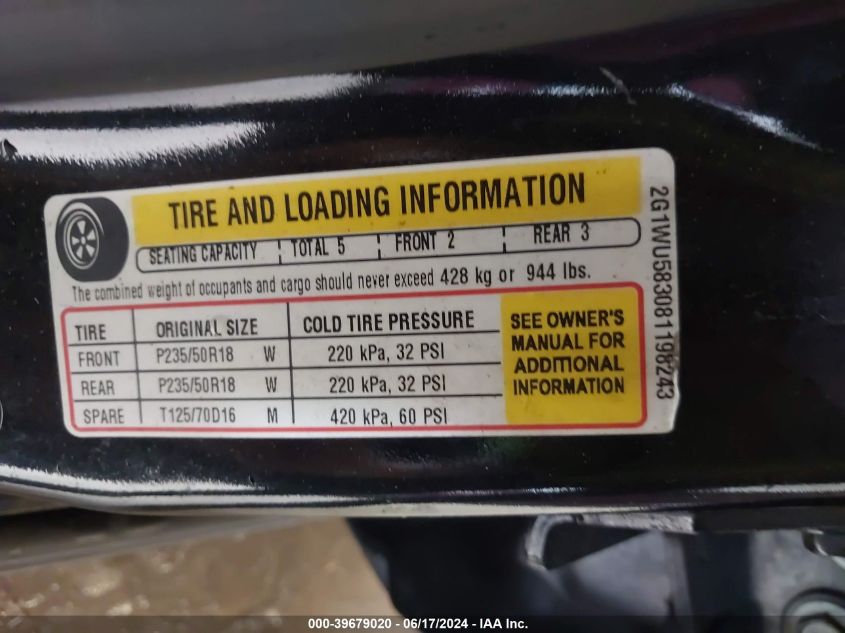 TIRE AND LOADING INFORMATION
SEATING CAPACITY TOTAL 5 FRONT 2 REAR 3
The combined weight of occupants and cargo should never exceed 428 kg or 944 lbs.
TIRE ORIGINAL SIZE COLD TIRE PRESSURE
FRONT P235/50R18 W 220 kPa, 32 PSI
REAR P235/50R18 W 220 kPa, 32 PSI
SPARE T125/70D16 M 420 kPa, 60 PSI
SEE OWNER'S
MANUAL FOR
ADDITIONAL
INFORMATION
2G1WU583081198243
000-39679020 - 06/17/2024 - IAA Inc.